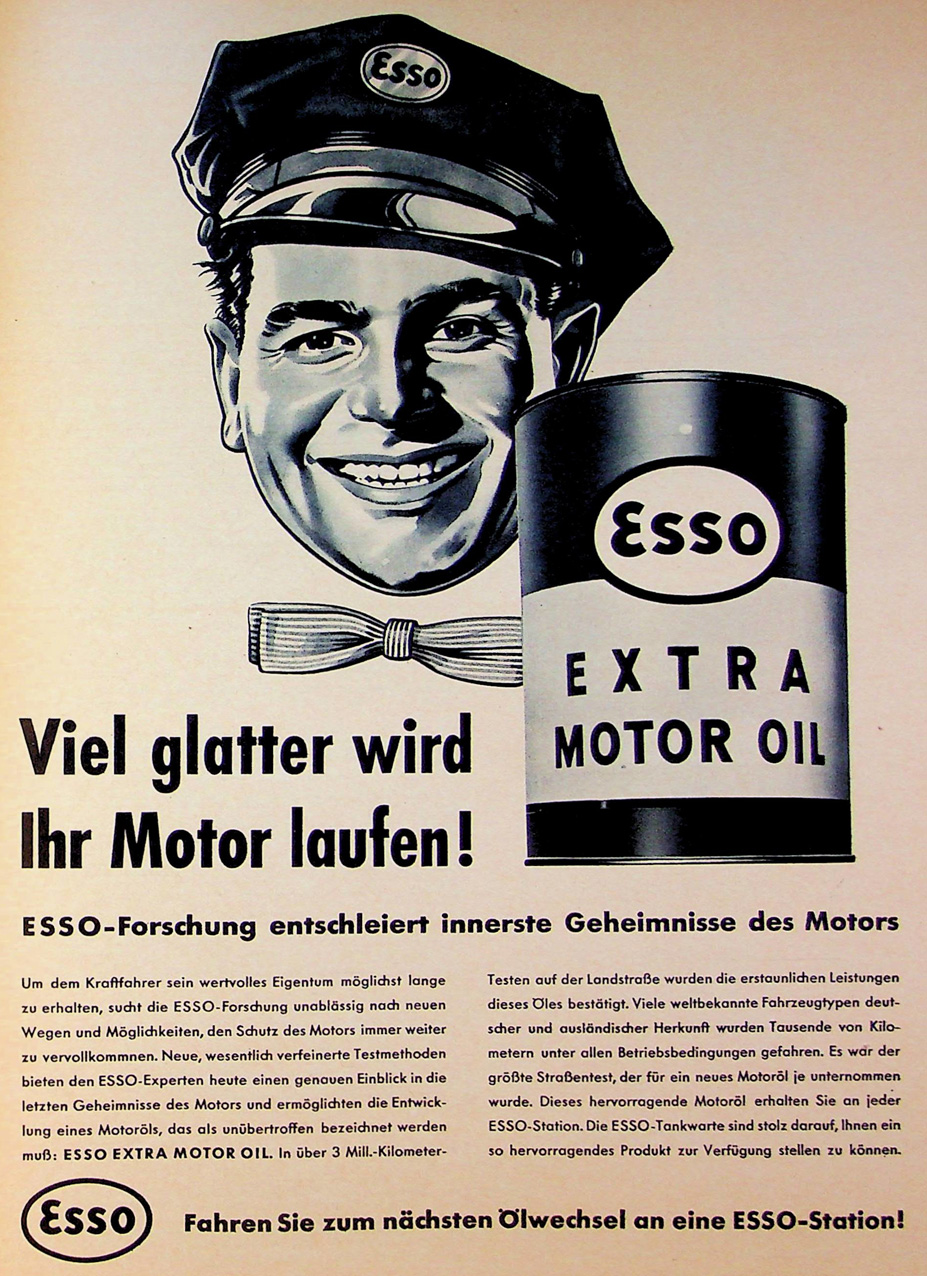 Esso
Esso
EXTRA
MOTOR OIL
Viel glatter wird
Ihr Motor laufen!
ESSO-Forschung entschleiert innerste Geheimnisse des Motors
Um dem Kraftfahrer sein wertvolles Eigentum möglichst lange
zu erhalten, sucht die ESSO-Forschung unablässig nach neuen
Wegen und Möglichkeiten, den Schutz des Motors immer weiter
zu vervollkommnen. Neue, wesentlich verfeinerte Testmethoden
bieten den ESSO-Experten heute einen genauen Einblick in die
letzten Geheimnisse des Motors und ermöglichten die Entwick-
lung eines Motoröls, das als unübertroffen bezeichnet werden
muß: ESSO EXTRA MOTOR OIL. In über 3 Mill.-Kilometer-
Testen auf der Landstraße wurden die erstaunlichen Leistungen
dieses Öles bestätigt. Viele weltbekannte Fahrzeugtypen deut-
scher und ausländischer Herkunft wurden Tausende von Kilo-
metern unter allen Betriebsbedingungen gefahren. Es war der
größte Straßentest, der für ein neues Motoröl je unternommen
wurde. Dieses hervorragende Motoröl erhalten Sie an jeder
ESSO-Station. Die ESSO-Tankwarte sind stolz darauf, Ihnen ein
so hervorragendes Produkt zur Verfügung stellen zu können.
Esso
Fahren Sie zum nächsten Ölwechsel an eine ESSO-Station!